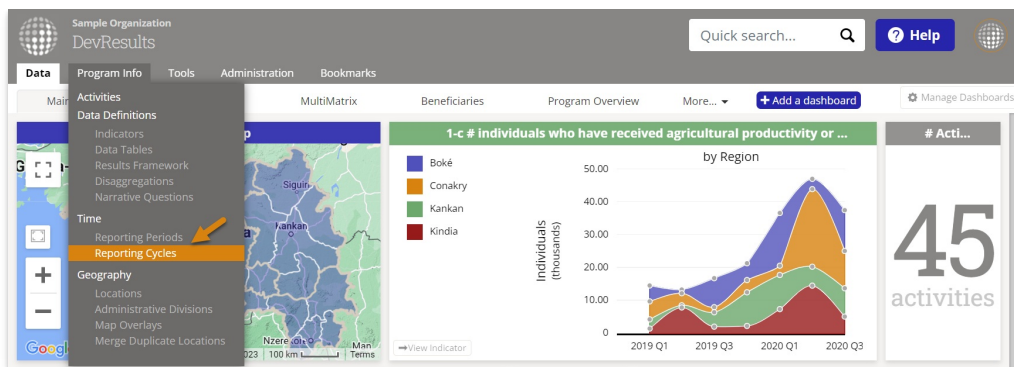 Sample Organization
DevResults
Quick search...
? Help
Data Program Info Tools Administration Bookmarks
Activities
Data Definitions
Indicators
Data Tables
Results Framework
Disaggregations
Narrative Questions
Time
Reporting Periods
Reporting Cycles
Geography
Locations
Administrative Divisions
Map Overlays
Merge Duplicate Locations
MultiMatrix Beneficiaries Program Overview More... + Add a dashboard Manage Dashboards
p
G
Siguiri
Kankan
a
+
−
Nzere
Man
023 100 km Terms
1-c # individuals who have received agricultural productivity or ...
by Region
Boké
Conakry
Kankan
Kindia
Individuals
(thousands)
50.00
40.00
30.00
20.00
10.00
0
2019 Q1 2019 Q3 2020 Q1 2020 Q3
View Indicator
# Acti...
45
activities